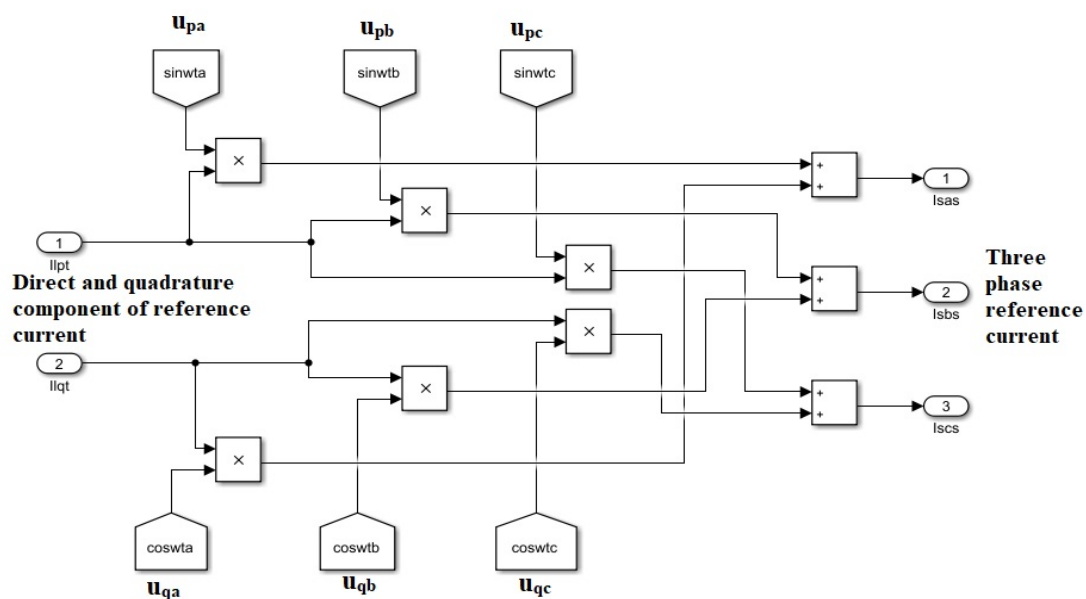 upa
upb
upc
sinwta
sinwtb
sinwtc
×
+
+
1
Isas
×
1
Ilpt
×
Direct and quadrature
component of reference
current
+
+
2
Isbs
Three
phase
reference
current
×
2
Ilqt
×
+
+
3
Iscs
×
coswta
coswtb
coswtc
uqa
uqb
uqc